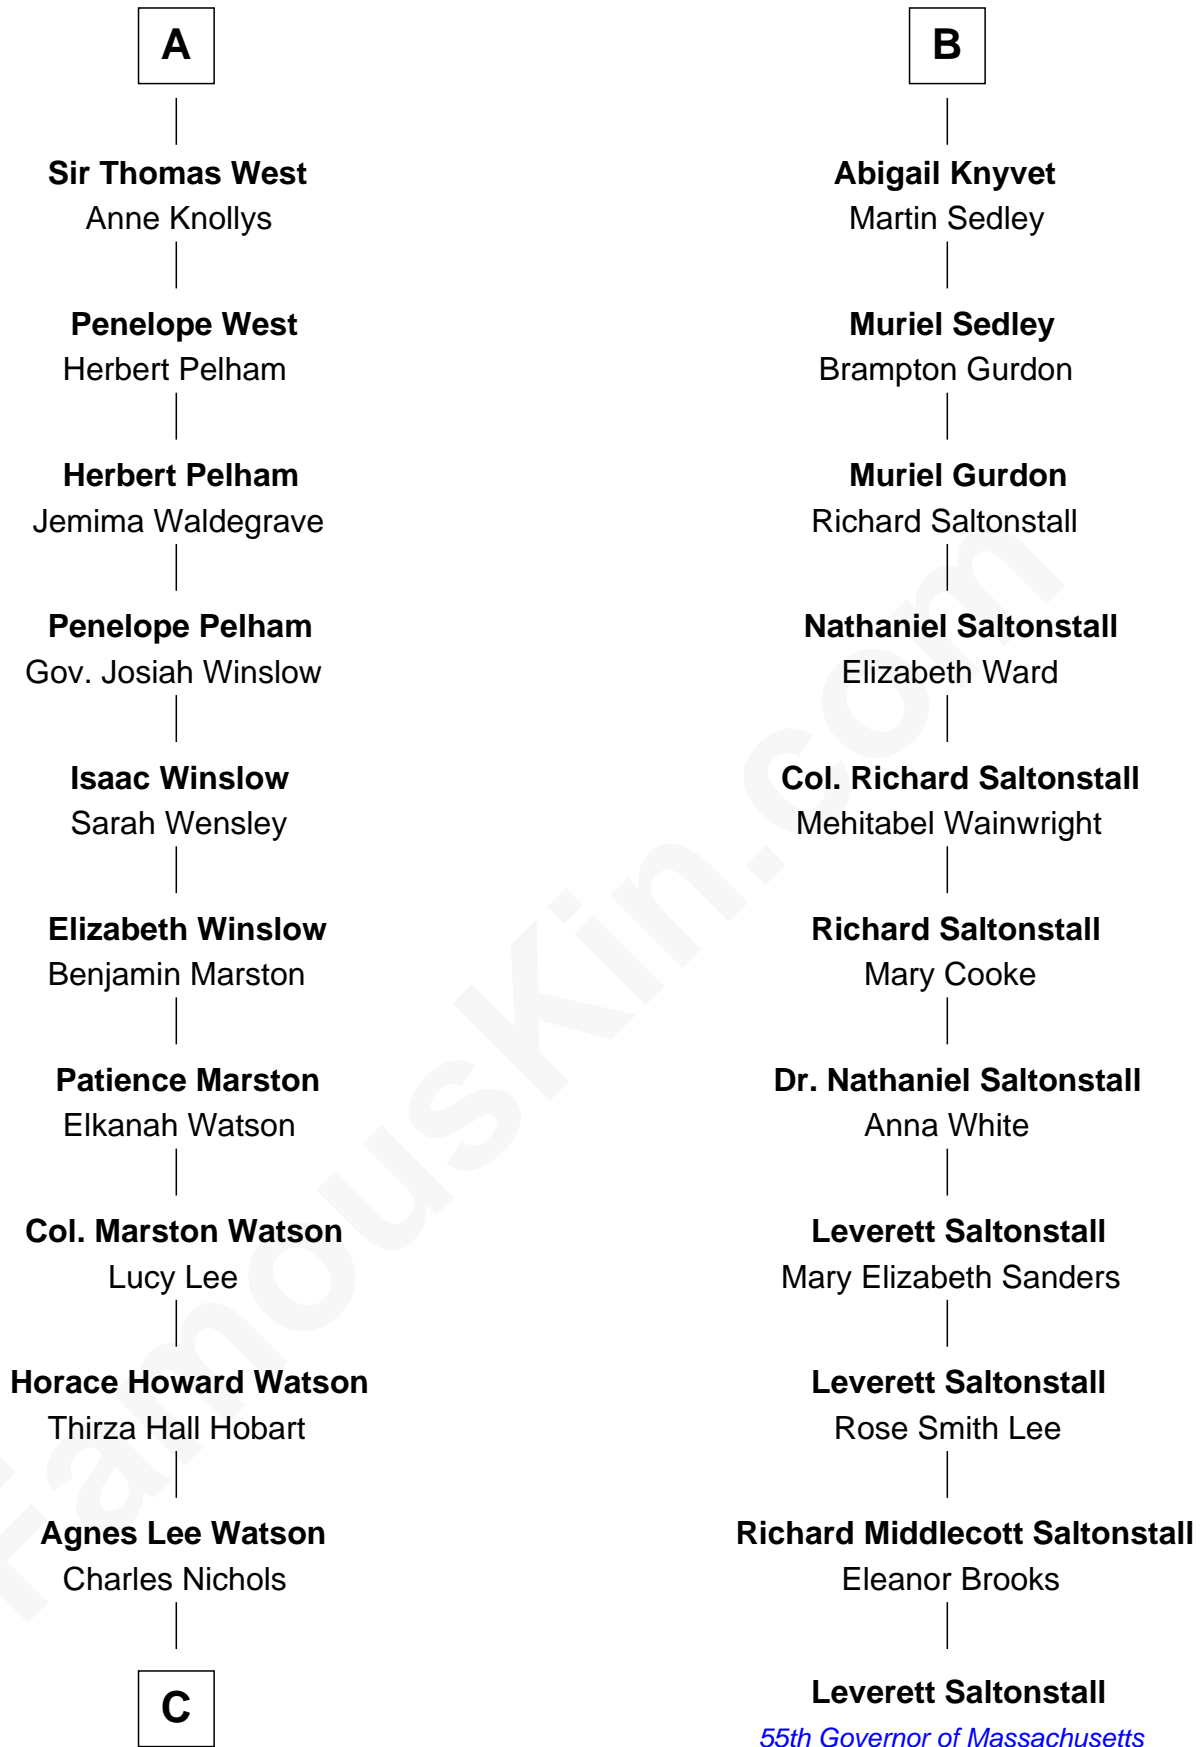 A
Sir Thomas West
Anne Knollys
Penelope West
Herbert Pelham
Herbert Pelham
Jemima Waldegrave
Penelope Pelham
Gov. Josiah Winslow
Isaac Winslow
Sarah Wensley
Elizabeth Winslow
Benjamin Marston
Patience Marston
Elkanah Watson
Col. Marston Watson
Lucy Lee
Horace Howard Watson
Thirza Hall Hobart
Agnes Lee Watson
Charles Nichols
C
B
Abigail Knyvet
Martin Sedley
Muriel Sedley
Brampton Gurdon
Muriel Gurdon
Richard Saltonstall
Nathaniel Saltonstall
Elizabeth Ward
Col. Richard Saltonstall
Mehitabel Wainwright
Richard Saltonstall
Mary Cooke
Dr. Nathaniel Saltonstall
Anna White
Leverett Saltonstall
Mary Elizabeth Sanders
Leverett Saltonstall
Rose Smith Lee
Richard Middlecott Saltonstall
Eleanor Brooks
Leverett Saltonstall
55th Governor of Massachusetts
FamousKin.com